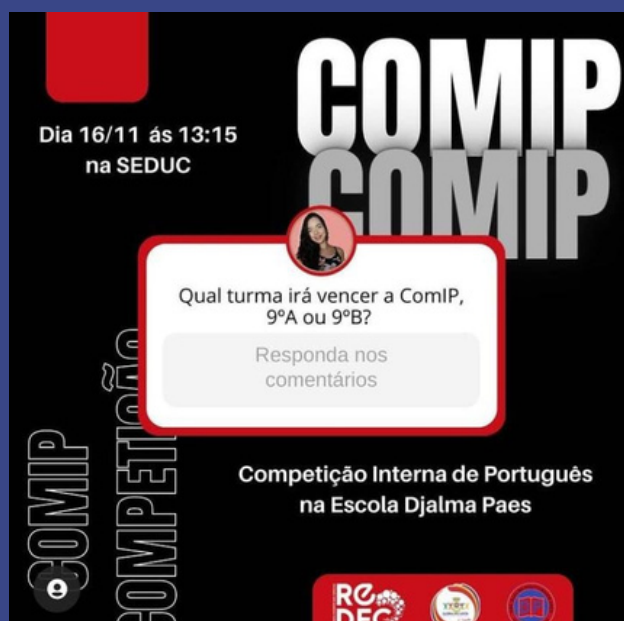 COMIP
COMIP
Dia 16/11 ás 13:15
na SEDUC
Qual turma irá vencer a ComIP,
9ºA ou 9ºB?
Responda nos
comentários
COMIP
COMPETIÇÃO
Competição Interna de Português
na Escola Djalma Paes